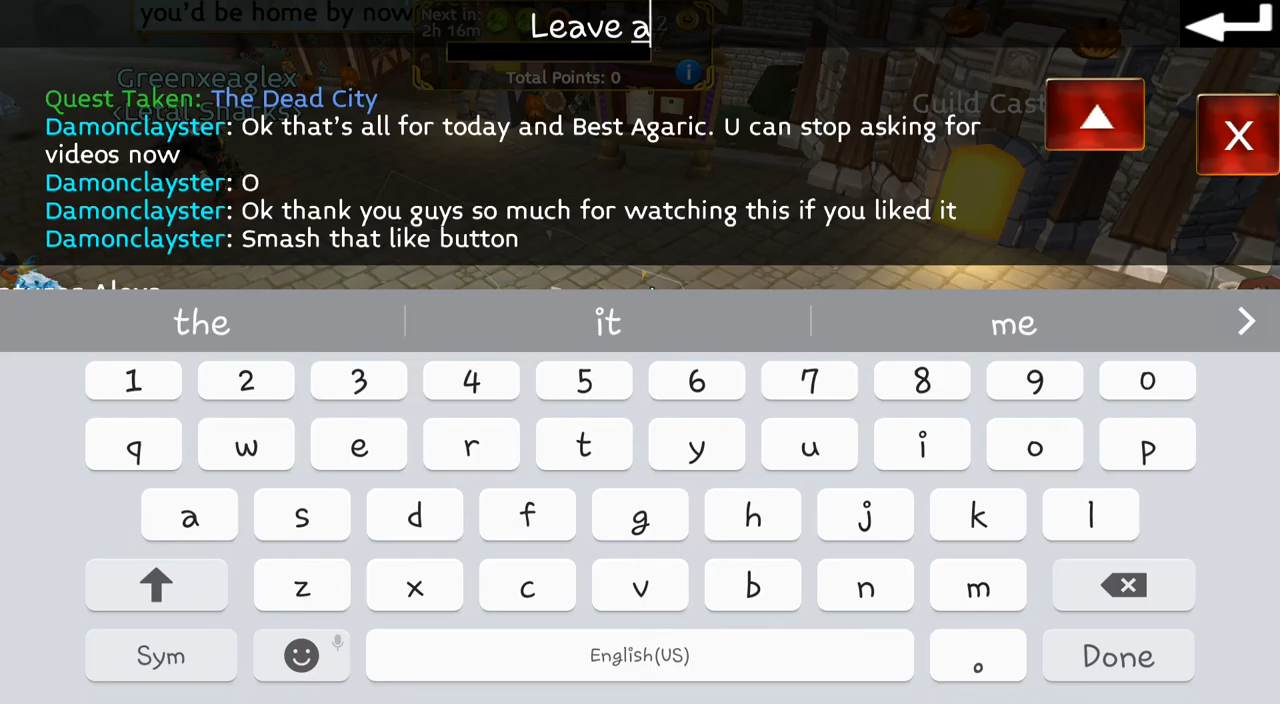 you'd be home by now
Next in:
2h 16m
Leave a
2
Total Points: 0
i
Greenxeaglex
Guild Cast
Quest Taken: The Dead City
Damonclayster: Ok that's all for today and Best Agaric. U can stop asking for
videos now
Damonclayster: O
Damonclayster: Ok thank you guys so much for watching this if you liked it
Damonclayster: Smash that like button
X
the it me
1 2 3 4 5 6 7 8 9 0
q w e r t y u i o p
a s d f g h j k l
z x c v b n m
Sym English(US) . Done